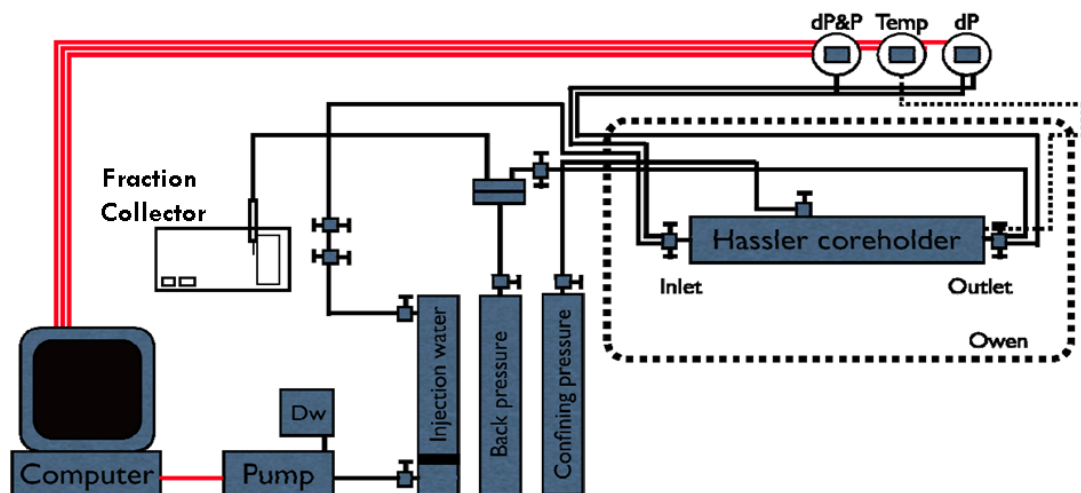 dP&P Temp dP
Fraction
Collector
Hassler coreholder
Inlet
Outlet
Owen
Injection water
Back pressure
Confining pressure
Dw
Computer
Pump